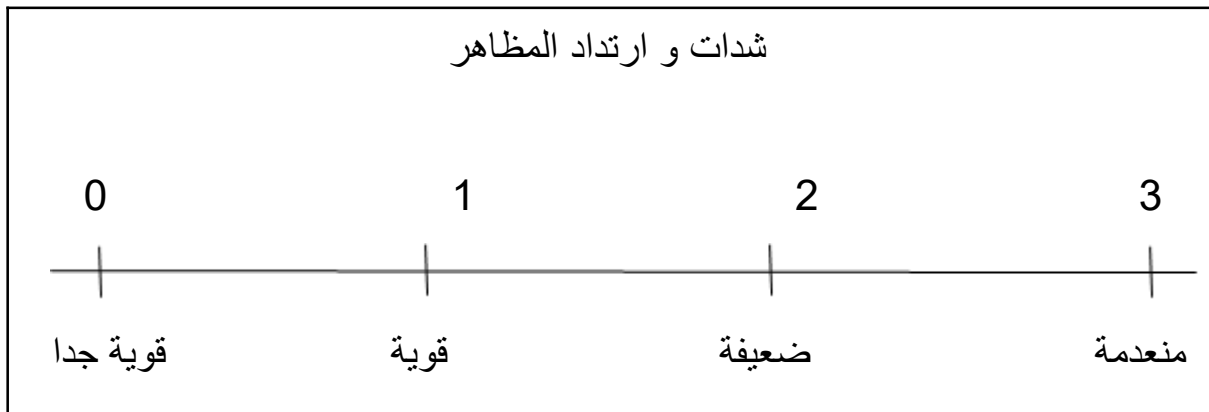 شدات و ارتداد المظاهر
0 1 2 3
قوية جدا قوية ضعيفة منعدمة